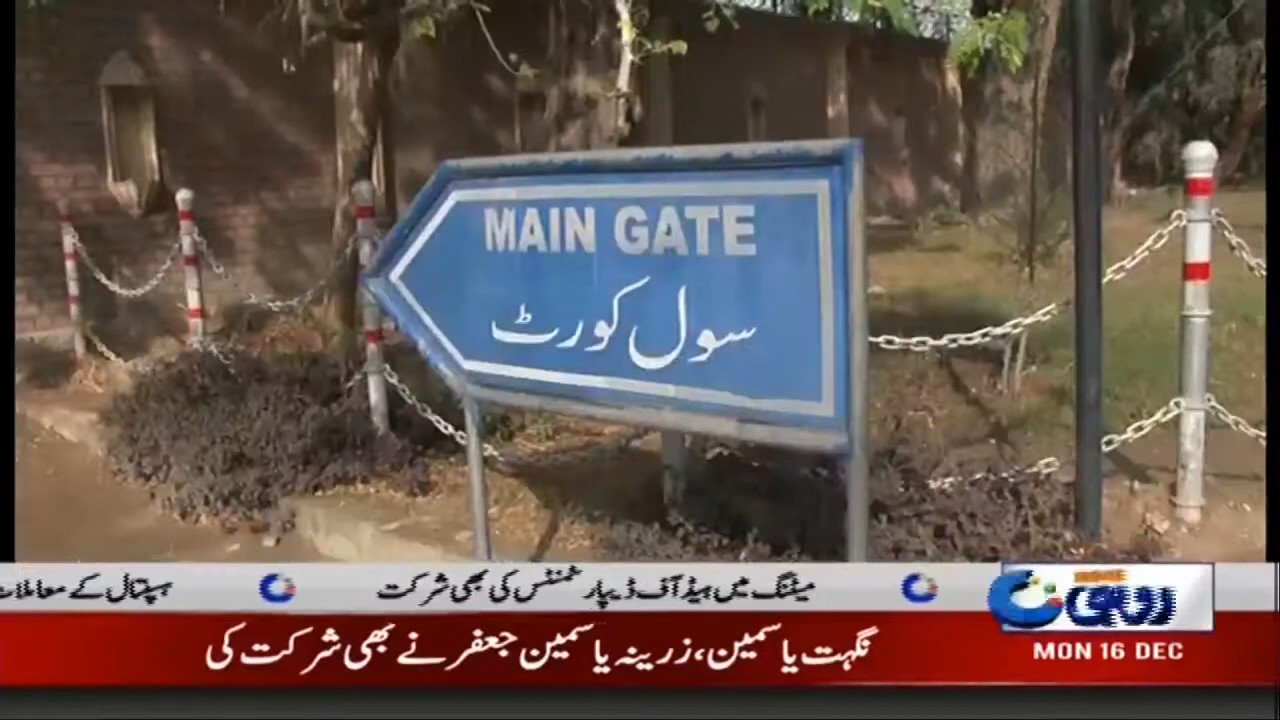 MAIN GATE
سول کورٹ
میٹنگ میں ہیڈ آف ڈیپارٹمنٹس کی بھی شرکت
ہسپتال کے معاملات
روہی
نگہت یاسمین، زرینہ یاسمین جعفر نے بھی شرکت کی
MON 16 DEC